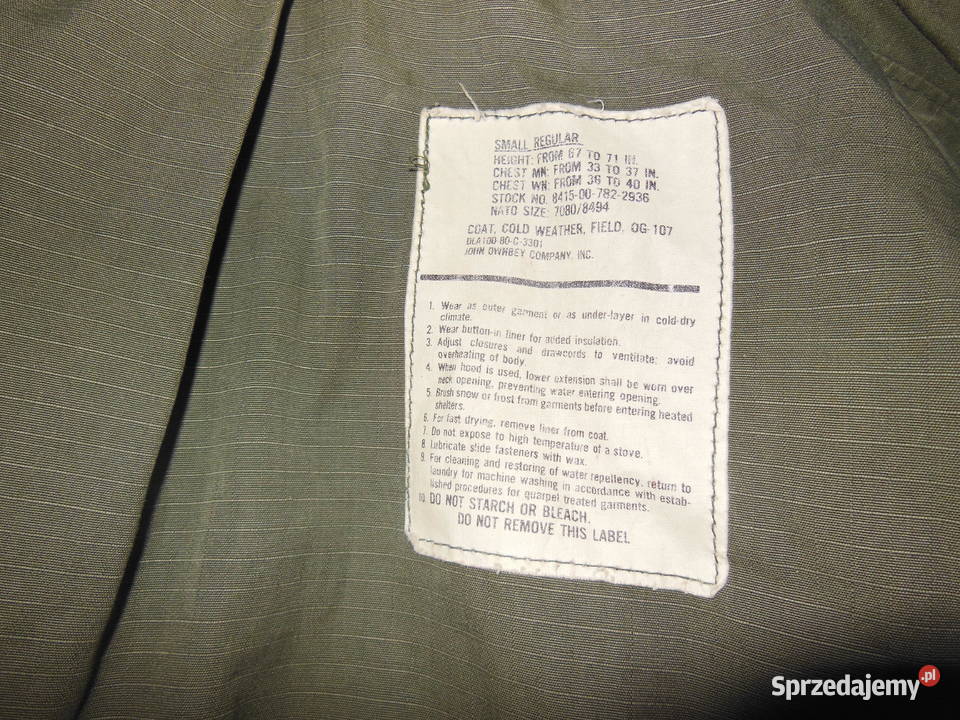 SMALL REGULAR
HEIGHT: FROM 67 TO 71 IN.
CHEST MN: FROM 33 TO 37 IN.
CHEST WN: FROM 36 TO 40 IN.
STOCK NO. 8415-00-782-2936
NATO SIZE: 7080/8494
COAT, COLD WEATHER, FIELD, OG-107
DLA100-80-C-3301
JOHN OWNBEY COMPANY, INC.
1. Wear as outer garment or as under-layer in cold-dry
climate.
2. Wear button-in liner for added insulation.
3. Adjust closures and drawcords to ventilate; avoid
overheating of body.
4. When hood is used, lower extension shall be worn over
neck opening, preventing water entering opening.
5. Brush snow or frost from garments before entering heated
shelters.
6. For fast drying, remove liner from coat.
7. Do not expose to high temperature of a stove.
8. Lubricate slide fasteners with wax.
9. For cleaning and restoring of water repellency, return to
laundry for machine washing in accordance with estab-
lished procedures for quarpel treated garments.
10. DO NOT STARCH OR BLEACH.
DO NOT REMOVE THIS LABEL
Sprzedajemy.pl